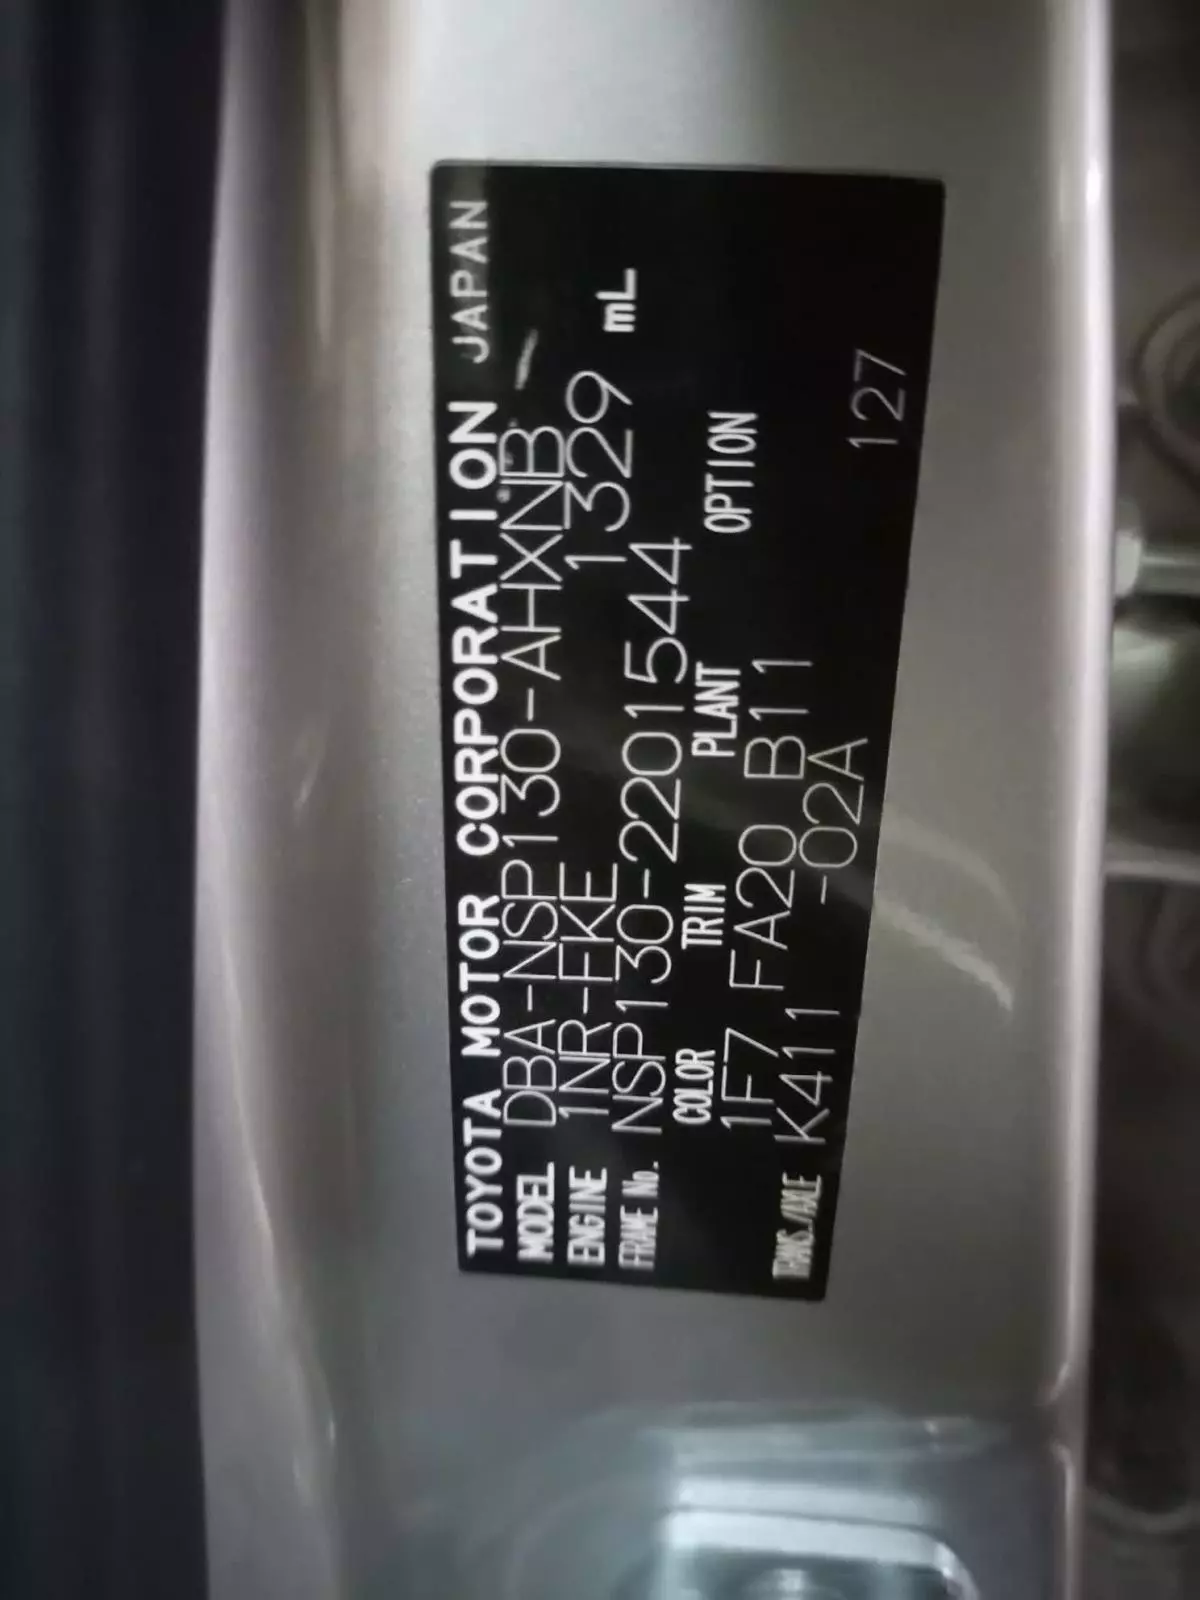 TOYOTA MOTOR CORPORATION JAPAN
MODEL DBA-NSP130-AHXNB
ENGINE 1NR-FKE 1329 mL
FRAME No. NSP130-2201544
COLOR TRIM PLANT OPTION
1F7 FA20 B11
TRANS./AXLE K411 -02A 127